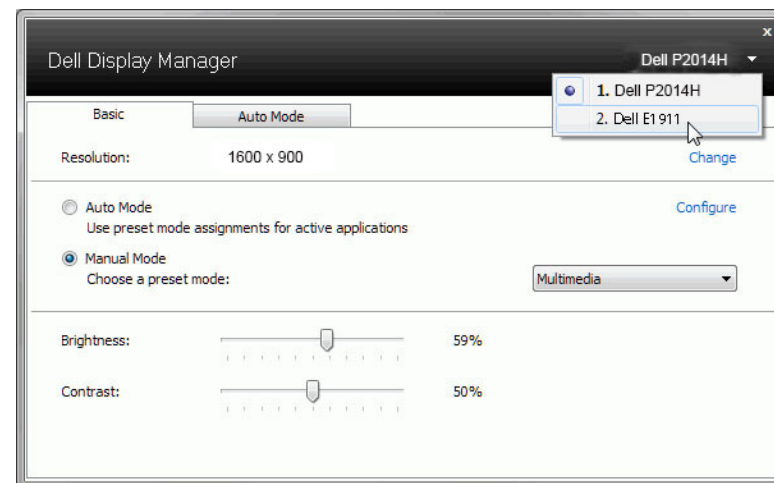 x
Dell Display Manager
Dell P2014H
1. Dell P2014H
2. Dell E1911
Basic
Auto Mode
Resolution:
1600 x 900
Change
Auto Mode
Configure
Use preset mode assignments for active applications
Manual Mode
Choose a preset mode:
Multimedia
Brightness:
59%
Contrast:
50%